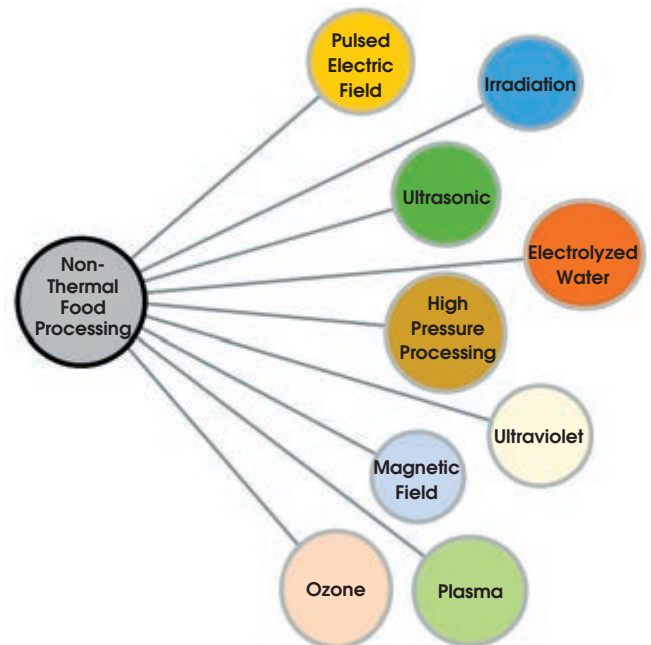 Pulsed
Electric
Field
Irradiation
Ultrasonic
Electrolyzed
Water
Non-
Thermal
Food
Processing
High
Pressure
Processing
Ultraviolet
Magnetic
Field
Ozone
Plasma